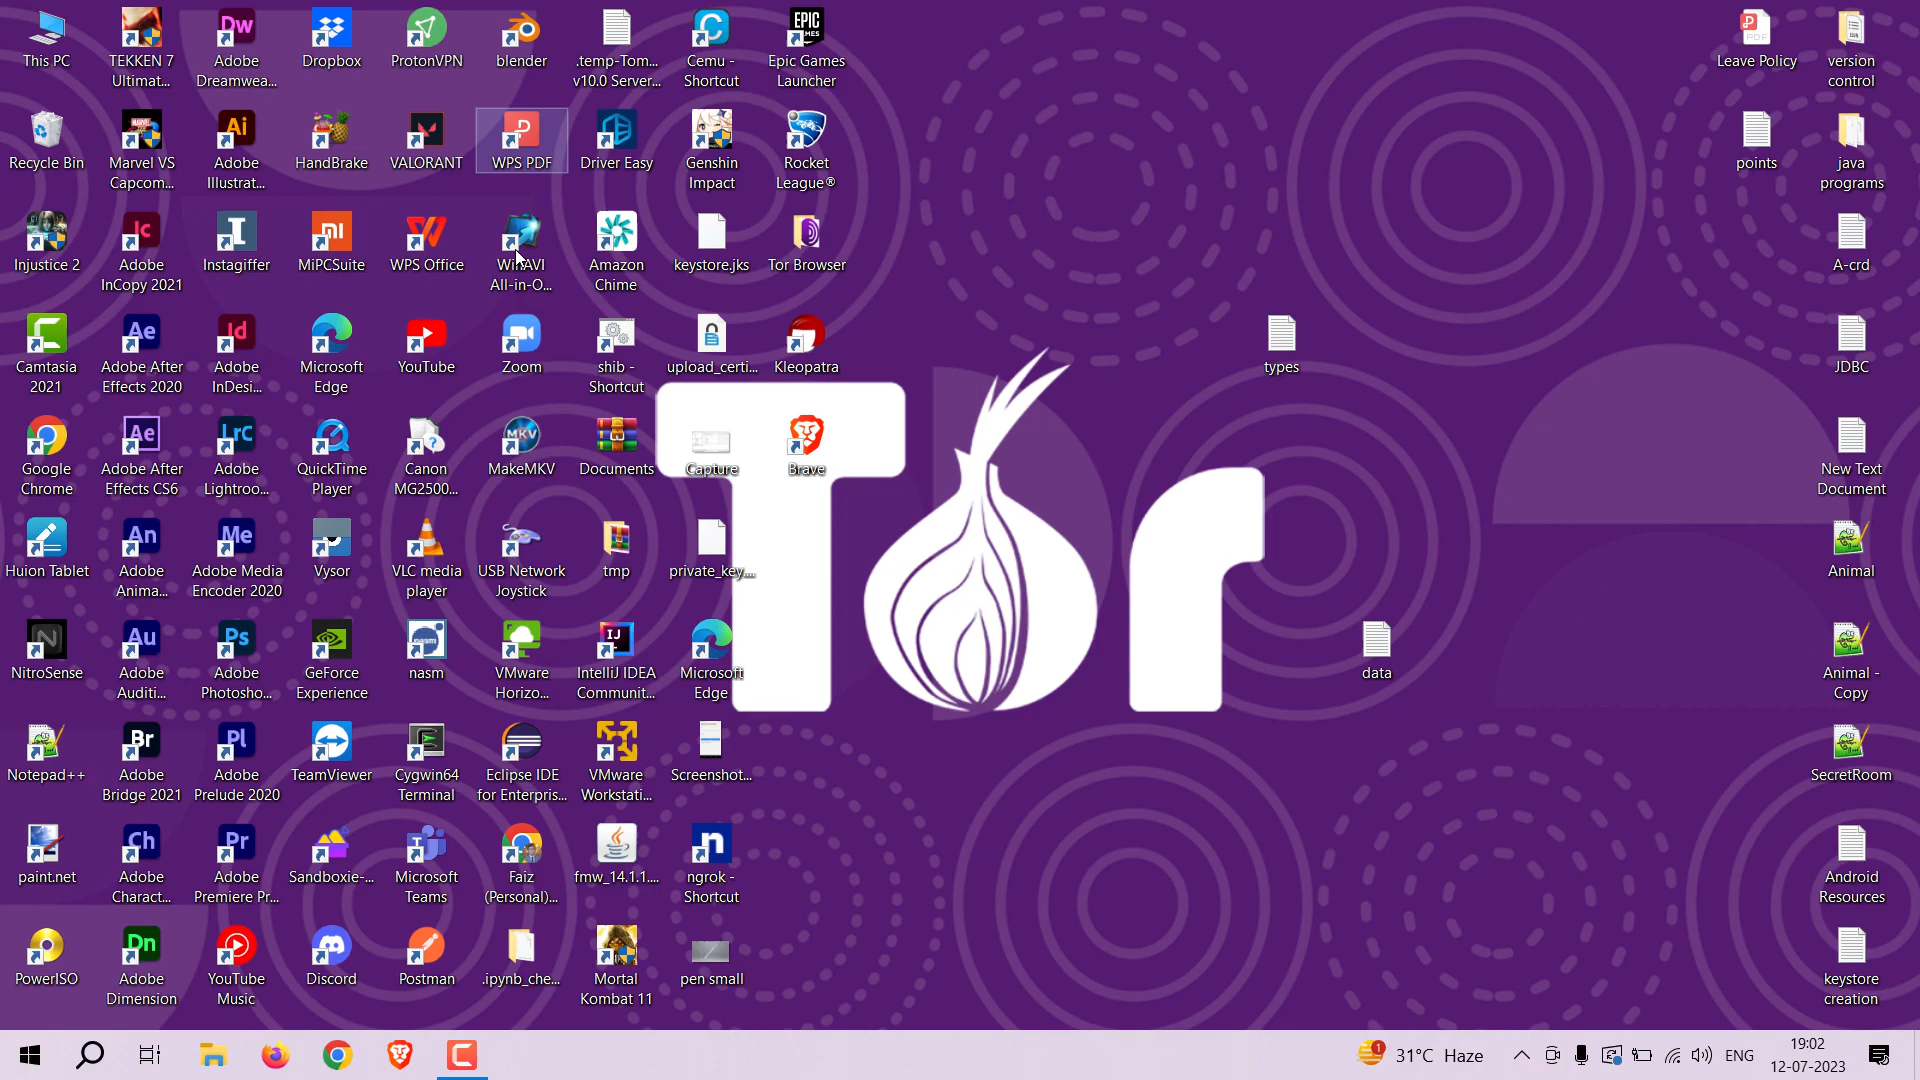 This PC
TEKKEN 7
Ultimat...
Adobe
Dreamwea...
Dropbox
ProtonVPN
blender
.temp-Tom...
v10.0 Server...
Cemu -
Shortcut
Epic Games
Launcher
Leave Policy
version
control
Recycle Bin
Marvel VS
Capcom...
Adobe
Illustrat...
HandBrake
VALORANT
WPS PDF
Driver Easy
Genshin
Impact
Rocket
League®
points
java
programs
Injustice 2
Adobe
InCopy 2021
Instagiffer
MiPCSuite
WPS Office
WinAVI
All-in-O...
Amazon
Chime
keystore.jks
Tor Browser
A-crd
Camtasia
2021
Adobe After
Effects 2020
Adobe
InDesi...
Microsoft
Edge
YouTube
Zoom
shib -
Shortcut
upload_certi...
Kleopatra
types
JDBC
Google
Chrome
Adobe After
Effects CS6
Adobe
Lightroo...
QuickTime
Player
Canon
MG2500...
MakeMKV
Documents
Capture
Brave
New Text
Document
Huion Tablet
Adobe
Anima...
Adobe Media
Encoder 2020
Vysor
VLC media
player
USB Network
Joystick
tmp
private_key....
Tor
Animal
NitroSense
Adobe
Auditi...
Adobe
Photosho...
GeForce
Experience
nasm
VMware
Horizo...
IntelliJ IDEA
Communit...
Microsoft
Edge
data
Animal -
Copy
Notepad++
Adobe
Bridge 2021
Adobe
Prelude 2020
TeamViewer
Cygwin64
Terminal
Eclipse IDE
for Enterpris...
VMware
Workstati...
Screenshot...
SecretRoom
paint.net
Adobe
Charact...
Adobe
Premiere Pr...
Sandboxie-...
Microsoft
Teams
Faiz
(Personal)...
fmw_14.1.1....
ngrok -
Shortcut
Android
Resources
PowerISO
Adobe
Dimension
YouTube
Music
Discord
Postman
.ipynb_che...
Mortal
Kombat 11
pen small
keystore
creation
1
31°C Haze
ENG
19:02
12-07-2023